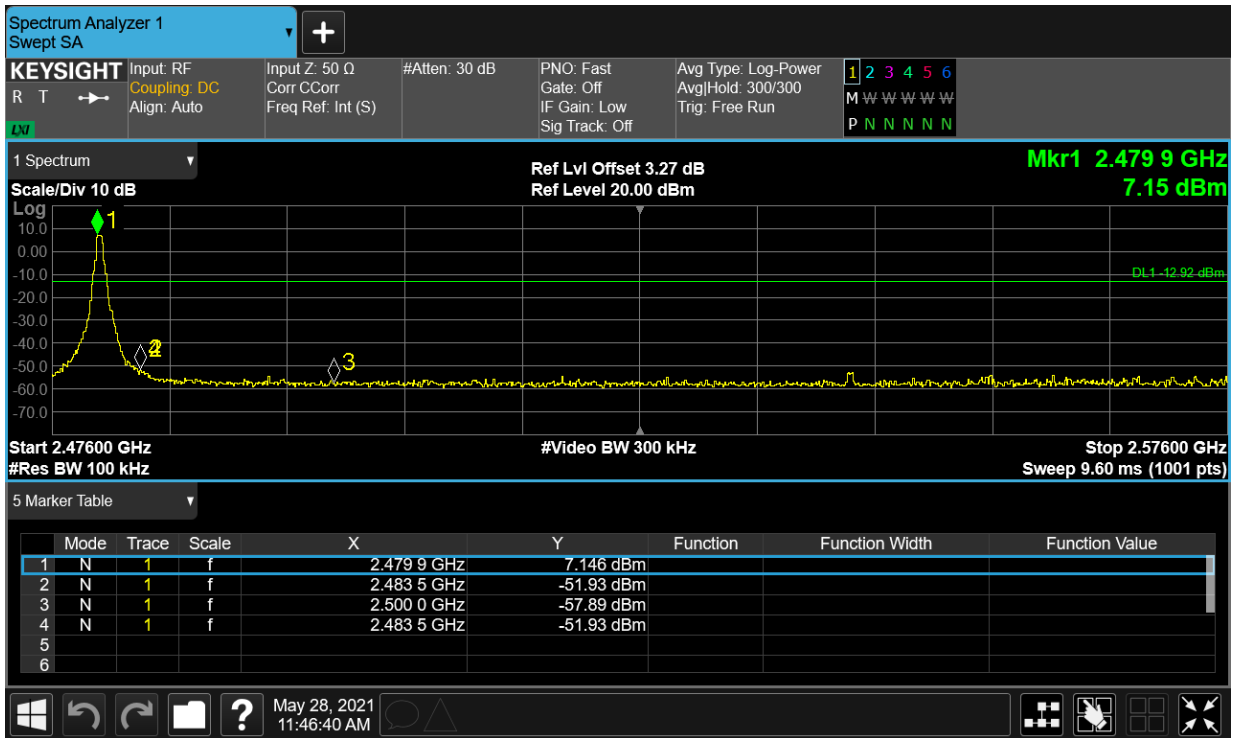 Spectrum Analyzer 1
Swept SA
KEYSIGHT Input: RF Input Z: 50 Ω #Atten: 30 dB PNO: Fast Avg Type: Log-Power 1 2 3 4 5 6
R T Coupling: DC Corr CCorr Gate: Off Avg|Hold: 300/300 M W W W W W
Align: Auto Freq Ref: Int (S) IF Gain: Low Trig: Free Run
LXI Sig Track: Off P N N N N N N
1 Spectrum Ref Lvl Offset 3.27 dB Mkr1 2.479 9 GHz
Scale/Div 10 dB Ref Level 20.00 dBm 7.15 dBm
Log
1
10.0
0.00
-10.0 DL1 -12.92 dBm
-20.0
-30.0
-40.0 2
-50.0 3
-60.0
-70.0
Start 2.47600 GHz #Video BW 300 kHz Stop 2.57600 GHz
#Res BW 100 kHz Sweep 9.60 ms (1001 pts)
5 Marker Table
Mode Trace Scale X Y Function Function Width Function Value
1 N 1 f 2.479 9 GHz 7.146 dBm
2 N 1 f 2.483 5 GHz -51.93 dBm
3 N 1 f 2.500 0 GHz -57.89 dBm
4 N 1 f 2.483 5 GHz -51.93 dBm
5
6
? May 28, 2021
11:46:40 AM